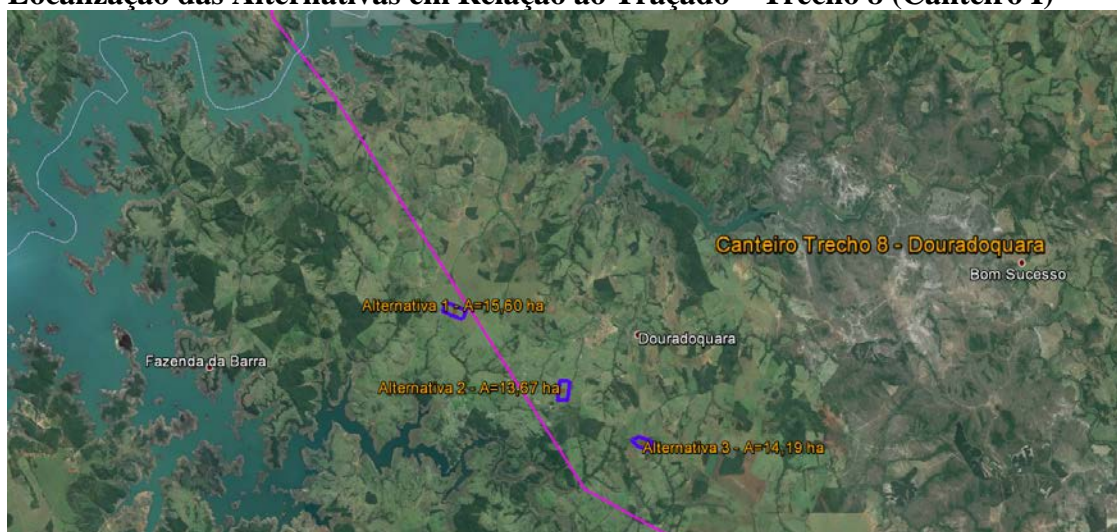 Localização das Alternativas em Relação ao Traçado – Trecho 8 (Canteiro I)
Canteiro Trecho 8 - Douradoquara
Bom Sucesso
Alternativa 1 - A=15,60 ha
Douradoquara
Fazenda da Barra
Alternativa 2 - A=13,67 ha
Alternativa 3 - A=14,19 ha